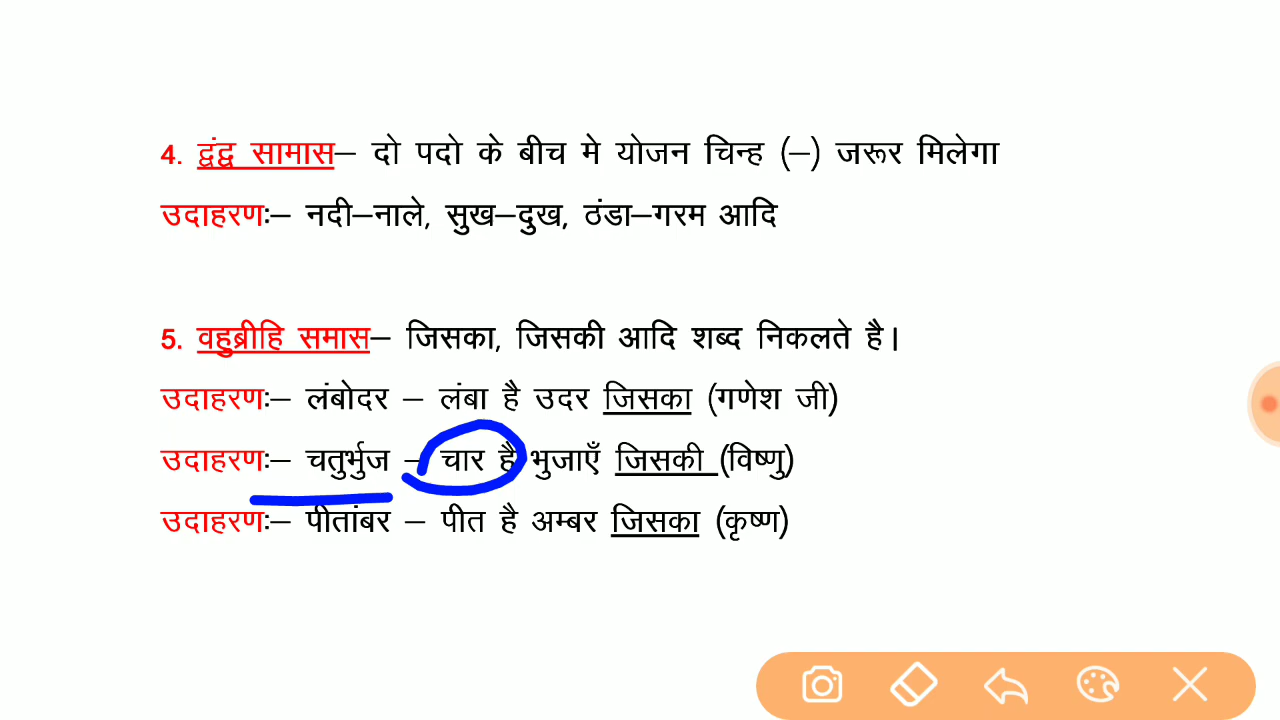 4. द्वंद्व सामास– दो पदो के बीच मे योजन चिन्ह (–) जरूर मिलेगा
उदाहरणः– नदी–नाले, सुख–दुख, ठंडा–गरम आदि
5. वहुब्रीहि समास– जिसका, जिसकी आदि शब्द निकलते है।
उदाहरणः– लंबोदर – लंबा है उदर जिसका (गणेश जी)
उदाहरणः– चतुर्भुज – चार है भुजाएँ जिसकी (विष्णु)
उदाहरणः– पीतांबर – पीत है अम्बर जिसका (कृष्ण)